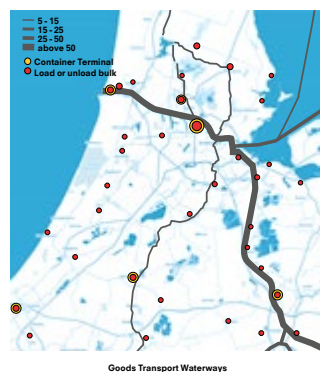 5 - 15
15 - 25
25 - 50
above 50
Container Terminal
Load or unload bulk
Goods Transport Waterways